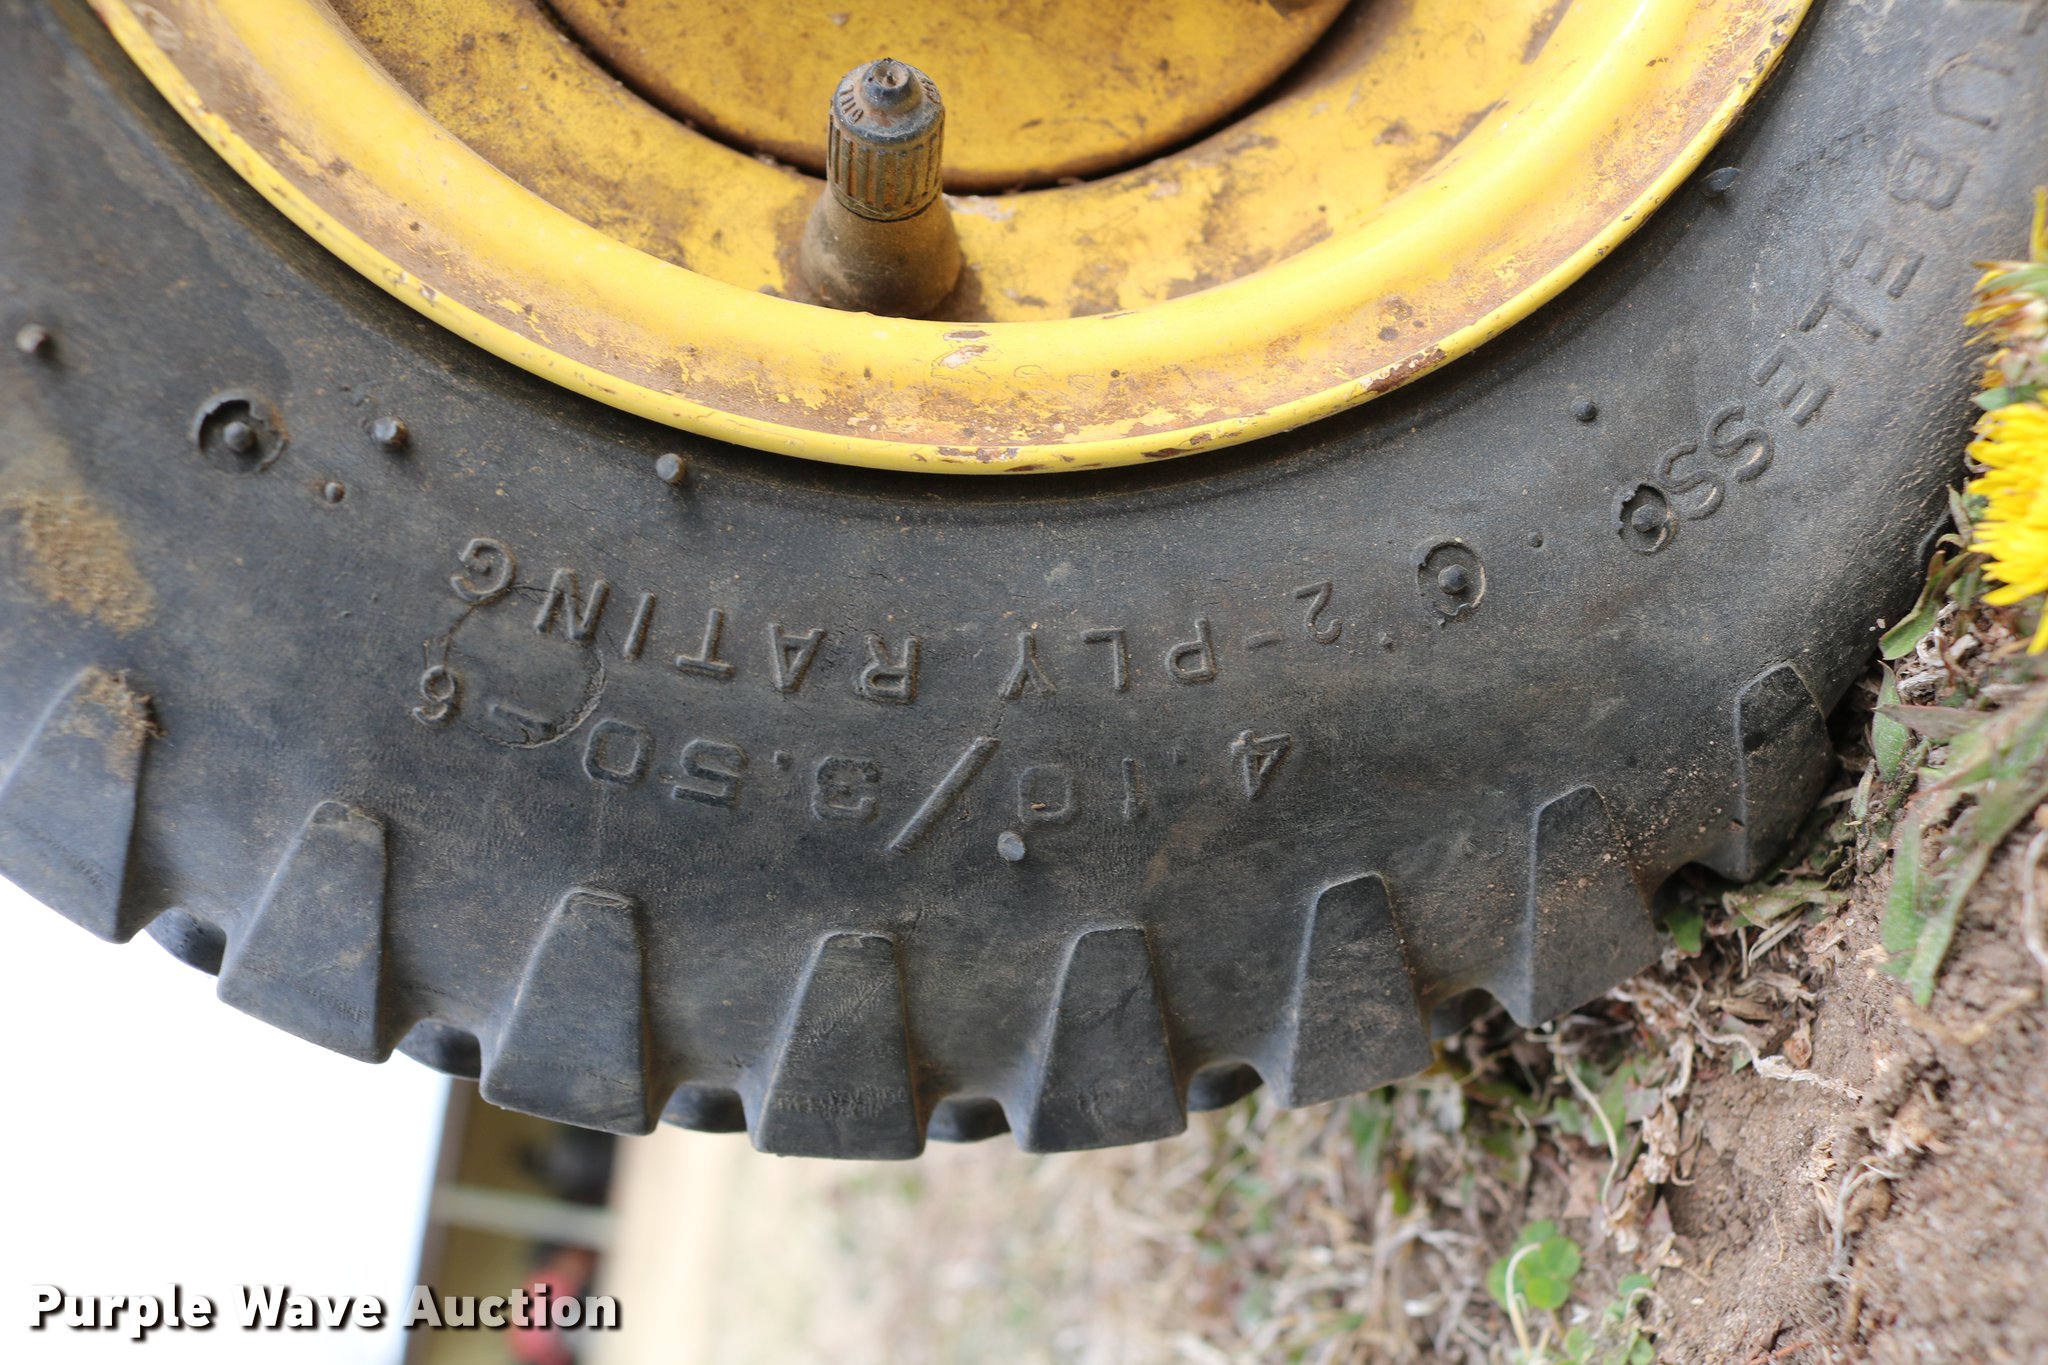 TUBELESS
4.10/3.50-6
2-PLY RATING
Purple Wave Auction